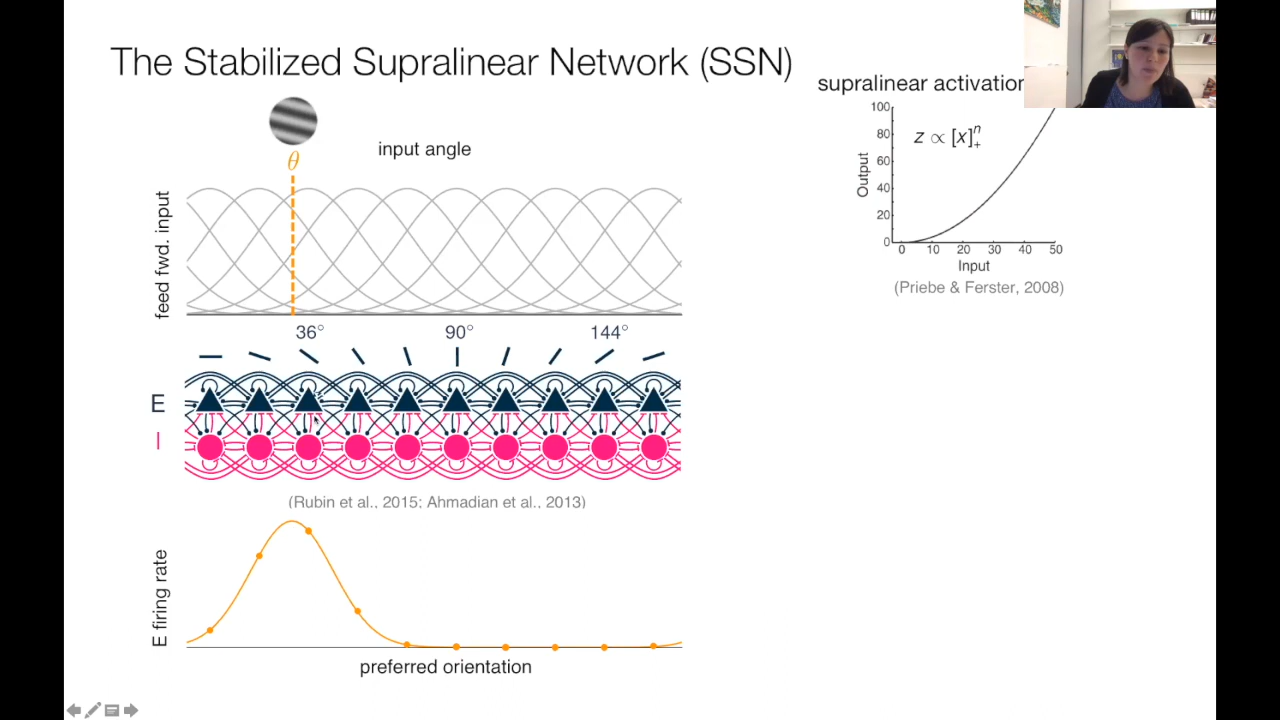 The Stabilized Supralinear Network (SSN)
supralinear activation
input angle
θ
feed fwd. input
36° 90° 144°
E
I
(Rubin et al., 2015; Ahmadian et al., 2013)
E firing rate
preferred orientation
100
80
60
40
20
0
z ∝ [x]₊ⁿ
Output
0 10 20 30 40 50
Input
(Priebe & Ferster, 2008)